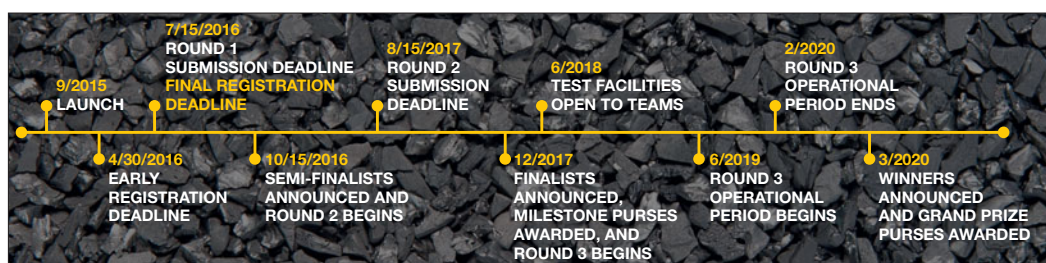 9/2015
LAUNCH
4/30/2016
EARLY
REGISTRATION
DEADLINE
7/15/2016
ROUND 1
SUBMISSION DEADLINE
FINAL REGISTRATION
DEADLINE
10/15/2016
SEMI-FINALISTS
ANNOUNCED AND
ROUND 2 BEGINS
8/15/2017
ROUND 2
SUBMISSION
DEADLINE
12/2017
FINALISTS
ANNOUNCED,
MILESTONE PURSES
AWARDED, AND
ROUND 3 BEGINS
6/2018
TEST FACILITIES
OPEN TO TEAMS
6/2019
ROUND 3
OPERATIONAL
PERIOD BEGINS
2/2020
ROUND 3
OPERATIONAL
PERIOD ENDS
3/2020
WINNERS
ANNOUNCED
AND GRAND PRIZE
PURSES AWARDED